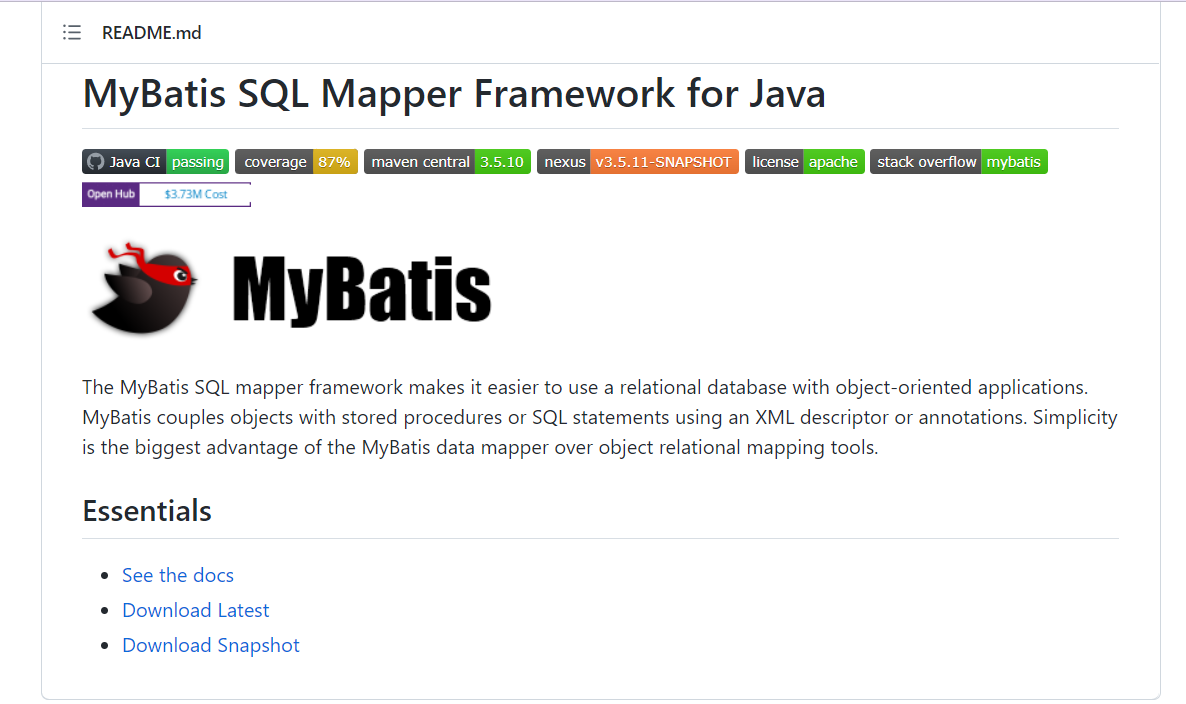 README.md
MyBatis SQL Mapper Framework for Java
Java CI passing coverage 87% maven central 3.5.10 nexus v3.5.11-SNAPSHOT license apache stack overflow mybatis
Open Hub $3.73M Cost
MyBatis
The MyBatis SQL mapper framework makes it easier to use a relational database with object-oriented applications.
MyBatis couples objects with stored procedures or SQL statements using an XML descriptor or annotations. Simplicity
is the biggest advantage of the MyBatis data mapper over object relational mapping tools.
Essentials
See the docs
Download Latest
Download Snapshot